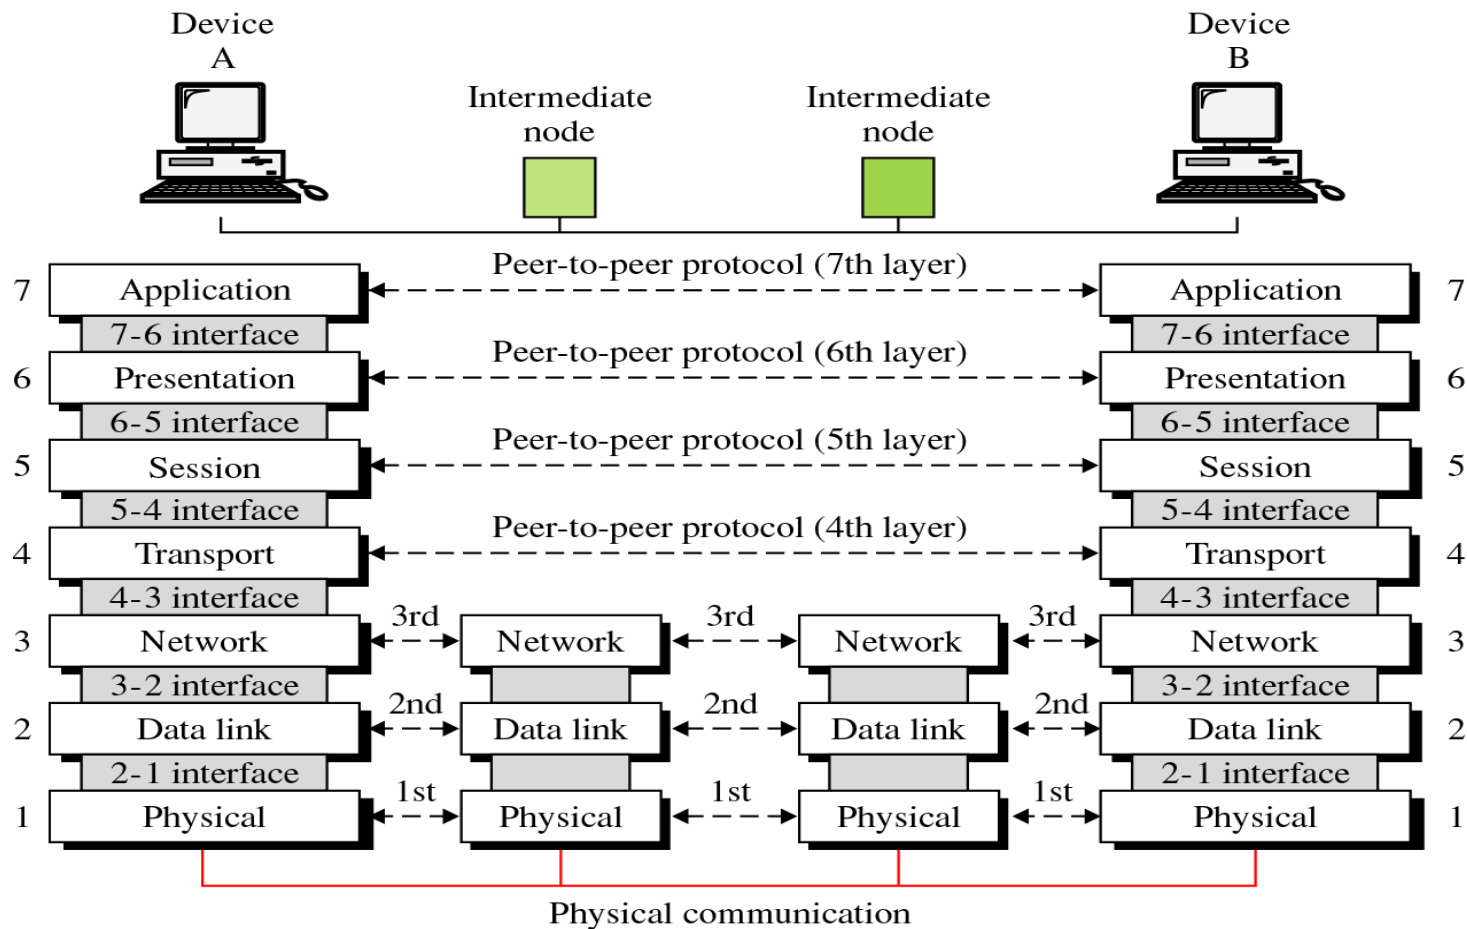 Device
A
Device
B
Intermediate
node
Intermediate
node
Peer-to-peer protocol (7th layer)
7 Application Application 7
7-6 interface 7-6 interface
Peer-to-peer protocol (6th layer)
6 Presentation Presentation 6
6-5 interface 6-5 interface
Peer-to-peer protocol (5th layer)
5 Session Session 5
5-4 interface 5-4 interface
Peer-to-peer protocol (4th layer)
4 Transport Transport 4
4-3 interface 4-3 interface
3rd 3rd 3rd
3 Network Network Network Network 3
3-2 interface 3-2 interface
2nd 2nd 2nd
2 Data link Data link Data link Data link 2
2-1 interface 2-1 interface
1st 1st 1st
1 Physical Physical Physical Physical 1
Physical communication